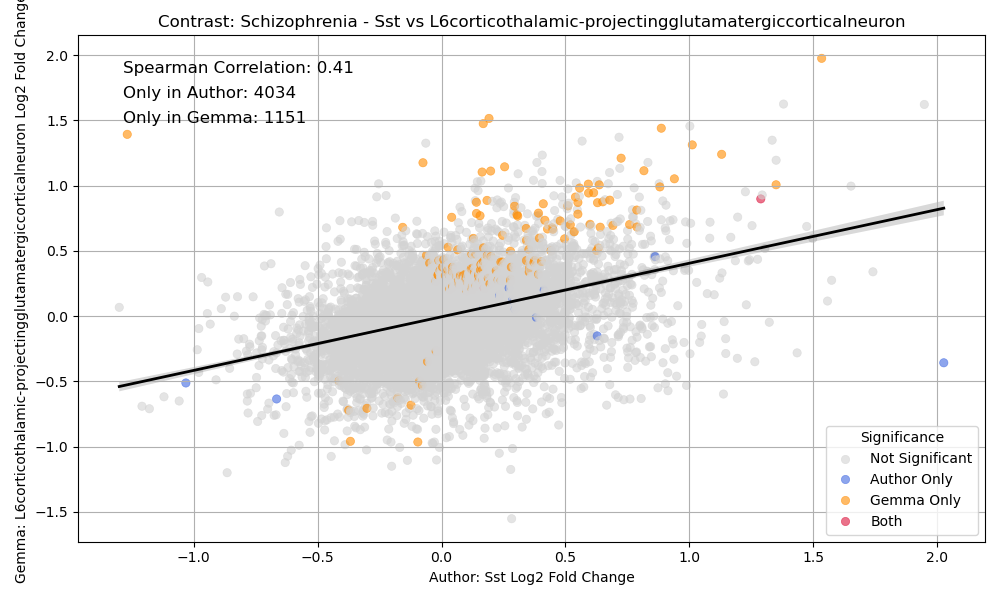 Contrast: Schizophrenia - Sst vs L6corticothalamic-projectingglutamatergiccorticalneuron
Gemma: L6corticothalamic-projectingglutamatergiccorticalneuron Log2 Fold Change
2.0
1.5
1.0
0.5
0.0
−0.5
−1.0
−1.5
Spearman Correlation: 0.41
Only in Author: 4034
Only in Gemma: 1151
Significance
Not Significant
Author Only
Gemma Only
Both
−1.0 −0.5 0.0 0.5 1.0 1.5 2.0
Author: Sst Log2 Fold Change